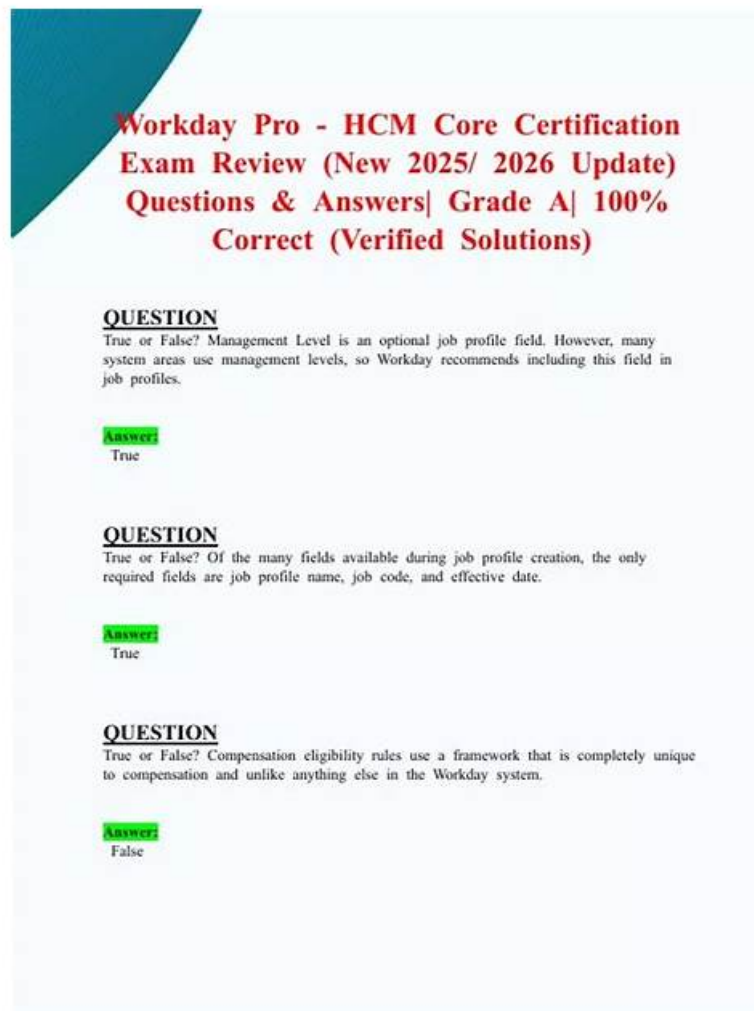 Workday Pro - HCM Core Certification
Exam Review (New 2025/ 2026 Update)
Questions & Answers| Grade A| 100%
Correct (Verified Solutions)
QUESTION
True or False? Management Level is an optional job profile field. However, many
system areas use management levels, so Workday recommends including this field in
job profiles.
Answer:
True
QUESTION
True or False? Of the many fields available during job profile creation, the only
required fields are job profile name, job code, and effective date.
Answer:
True
QUESTION
True or False? Compensation eligibility rules use a framework that is completely unique
to compensation and unlike anything else in the Workday system.
Answer:
False